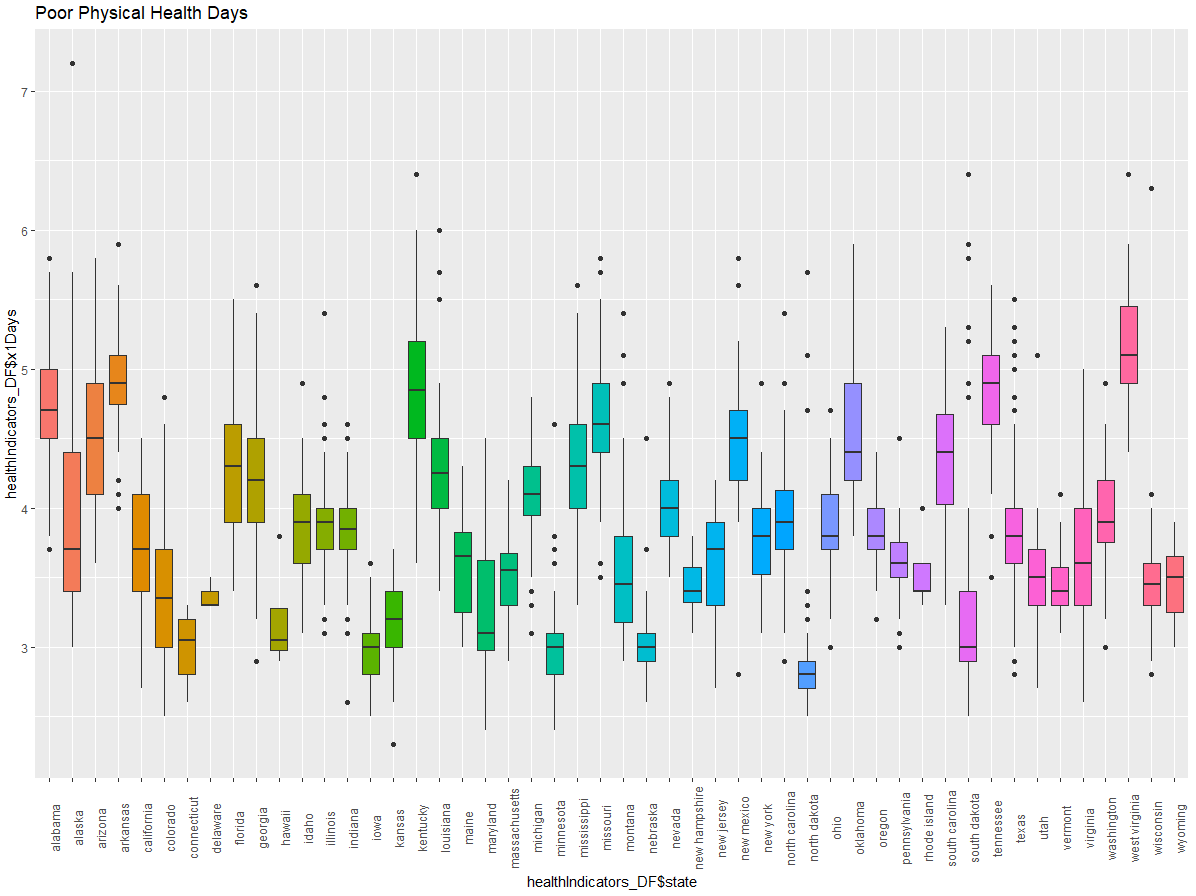 Poor Physical Health Days
healthIndicators_DF$x1Days
7
6
5
4
3
alabama
alaska
arizona
arkansas
california
colorado
connecticut
delaware
florida
georgia
hawaii
idaho
illinois
indiana
iowa
kansas
kentucky
louisiana
maine
maryland
massachusetts
michigan
minnesota
mississippi
missouri
montana
nebraska
nevada
new hampshire
new jersey
new mexico
new york
north carolina
north dakota
ohio
oklahoma
oregon
pennsylvania
rhode island
south carolina
south dakota
tennessee
texas
utah
vermont
virginia
washington
west virginia
wisconsin
wyoming
healthIndicators_DF$state